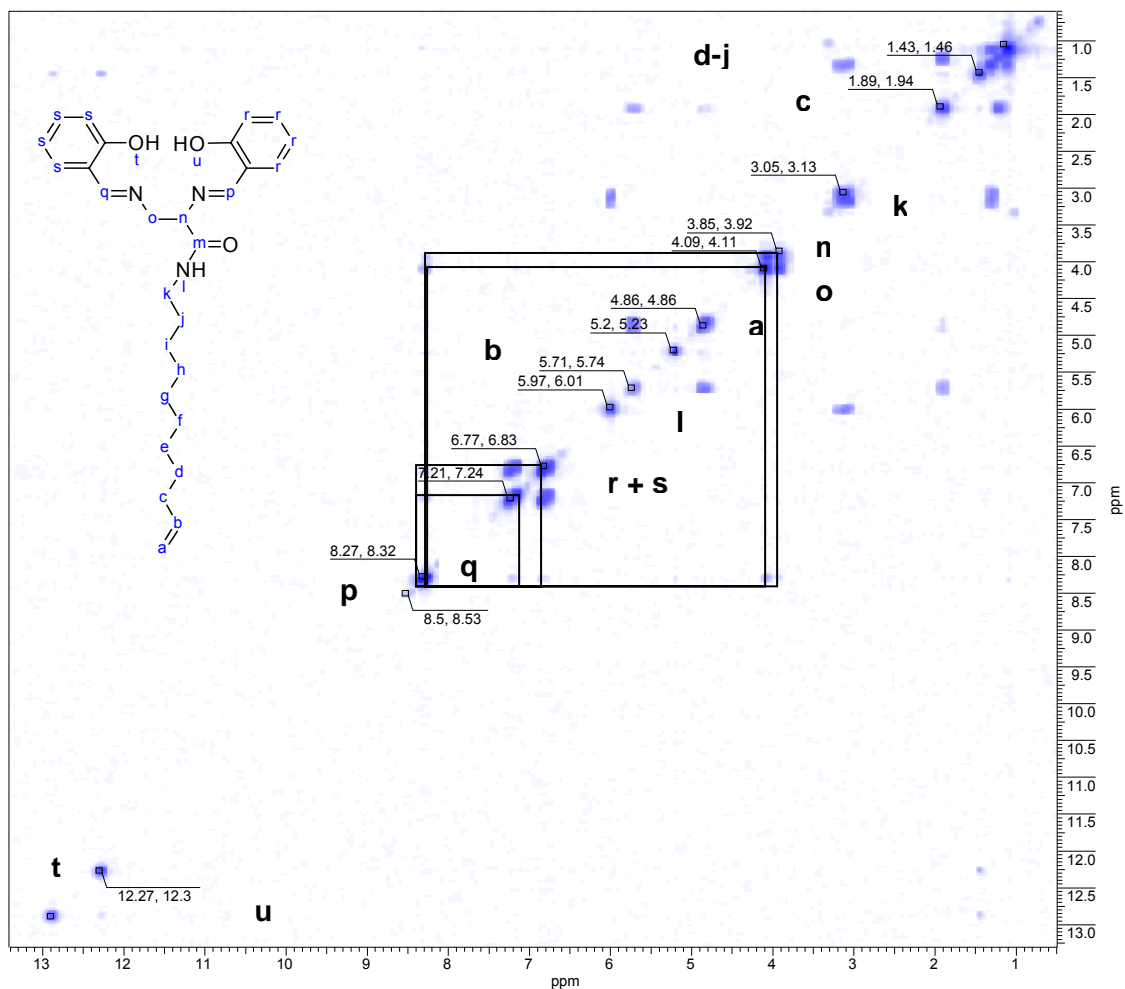 d-j
1.0
1.43, 1.46
1.5
1.89, 1.94
c
2.0
s s
s OH
s t
HO r r
u r
r
q N N p
o n
m O
NH
l
k
j
i
h
g
f
e
d
c
b
a
2.5
3.05, 3.13
3.0
k
3.5
3.85, 3.92
n
4.09, 4.11
4.0
o
4.5
4.86, 4.86
a
5.2, 5.23
5.0
b
5.71, 5.74
5.5
5.97, 6.01
6.0
l
6.77, 6.83
6.5
7.21, 7.24
r + s
7.0
ppm
7.5
8.27, 8.32
q
8.0
p
8.5, 8.53
8.5
9.0
9.5
10.0
10.5
11.0
11.5
t
12.0
12.27, 12.3
12.5
u
13.0
13 12 11 10 9 8 7 6 5 4 3 2 1
ppm